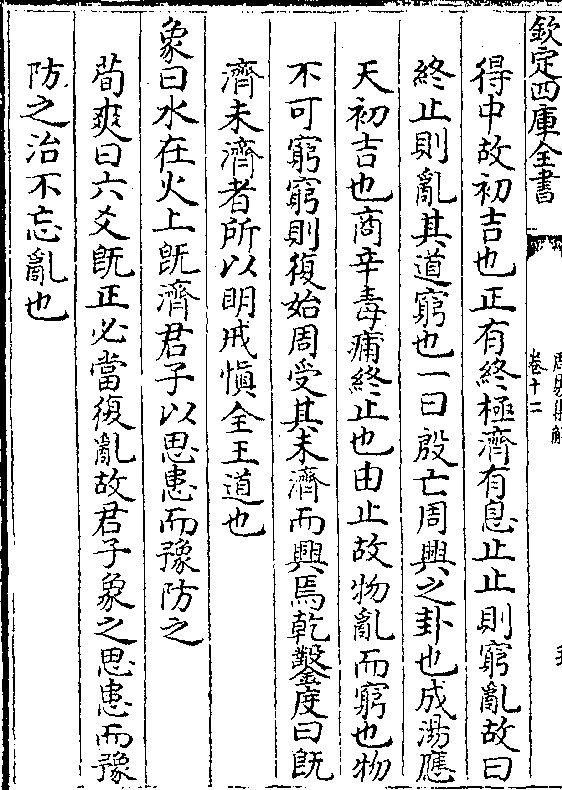 欽定四庫全書
卷十二
得中故初吉也正有終極濟有息止止則窮亂故曰
終止則亂其道窮也一曰殷亡周興之卦也成湯應
天初吉也商辛毒痡終止也由止故物亂而窮也物
不可窮窮則復始周受其未濟而興焉乾鑿度曰既
濟未濟者所以明戒慎全王道也
象曰水在火上既濟君子以思患而豫防之
荀爽曰六爻既正必當復亂故君子象之思患而豫
防之治不忘亂也